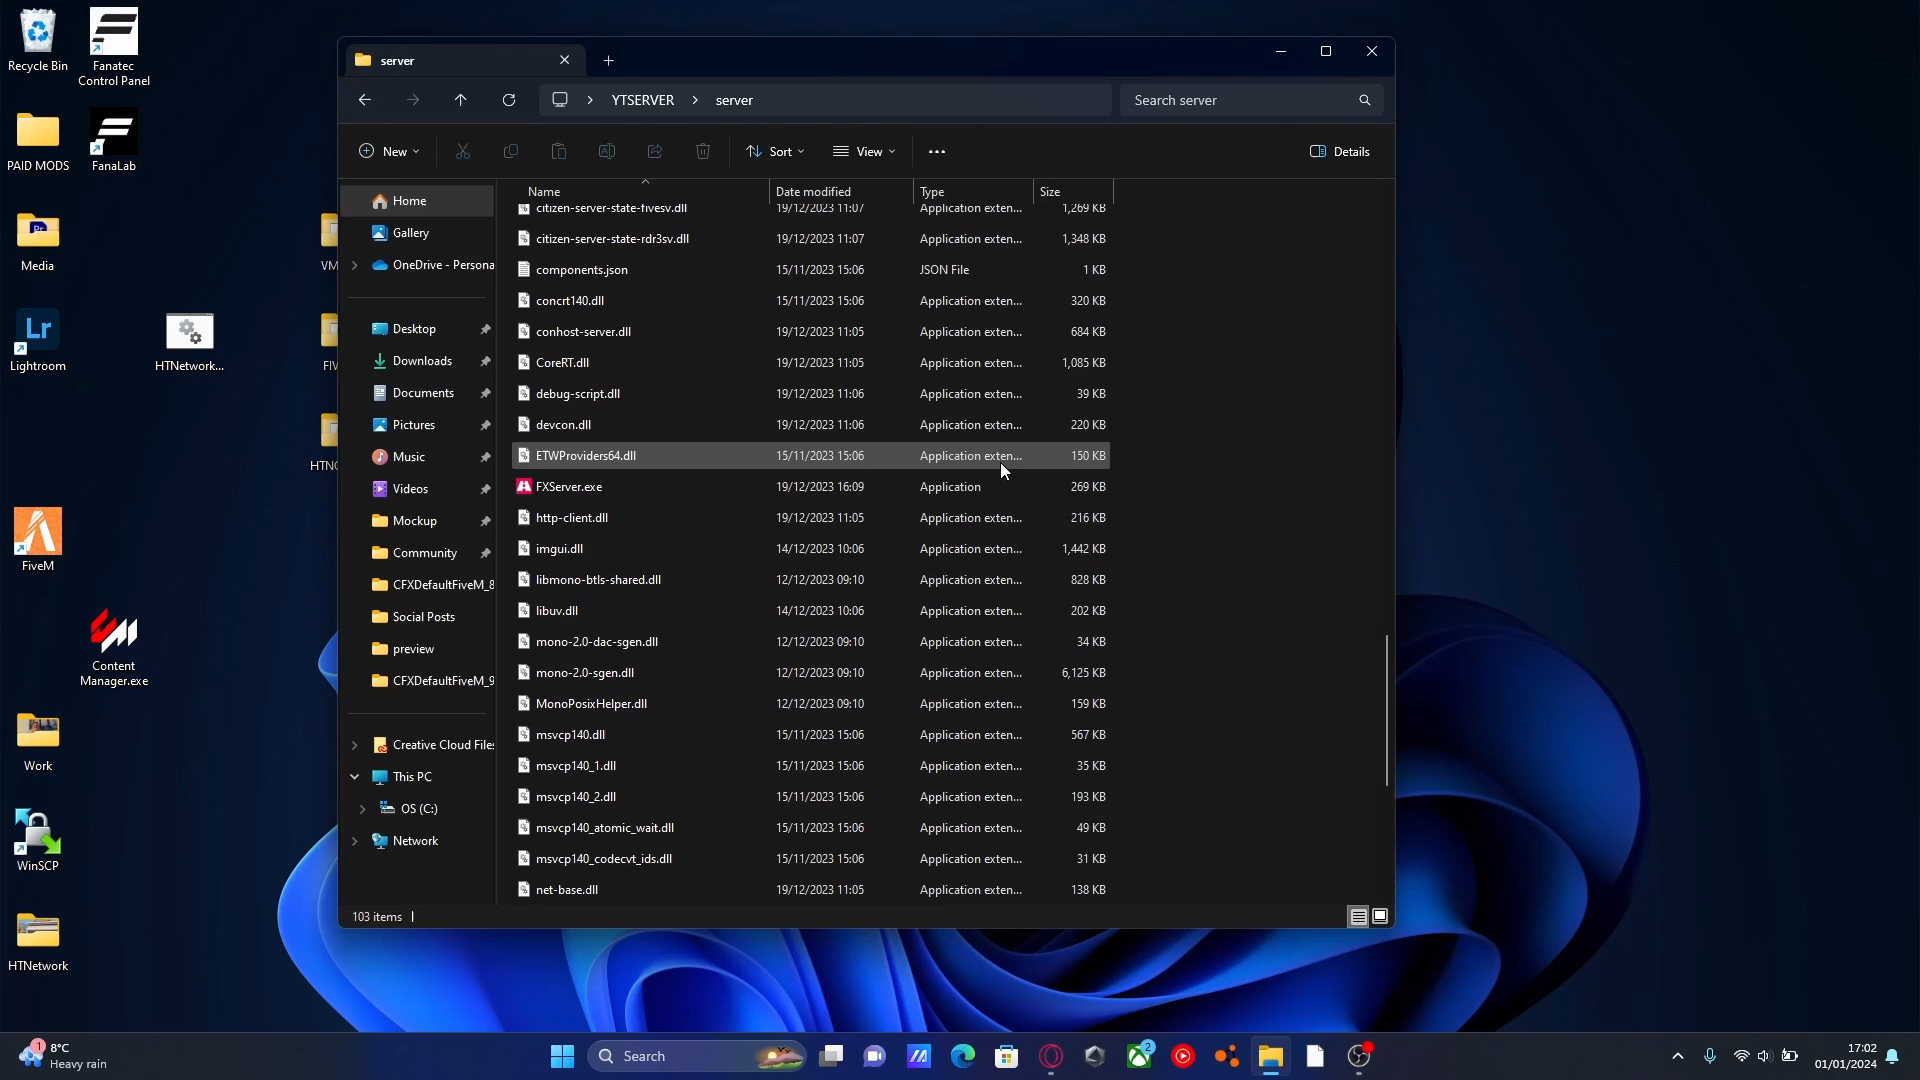 Recycle Bin
Fanatec
Control Panel
PAID MODS
FanaLab
Media
VM
Lightroom
Lr
Pr
HTNetwork...
FIV
HTNO
FiveM
Content
Manager.exe
Work
WinSCP
HTNetwork
server
YTSERVER
server
Search server
New
Sort
View
Details
Home
Gallery
OneDrive - Persona
Desktop
Downloads
Documents
Pictures
Music
Videos
Mockup
Community
CFXDefaultFiveM_8
Social Posts
preview
CFXDefaultFiveM_9
Creative Cloud Files
This PC
OS (C:)
Network
Name Date modified Type Size
citizen-server-state-fivesv.dll 19/12/2023 11:07 Application exten... 1,269 KB
citizen-server-state-rdr3sv.dll 19/12/2023 11:07 Application exten... 1,348 KB
components.json 15/11/2023 15:06 JSON File 1 KB
concrt140.dll 15/11/2023 15:06 Application exten... 320 KB
conhost-server.dll 19/12/2023 11:05 Application exten... 684 KB
CoreRT.dll 19/12/2023 11:05 Application exten... 1,085 KB
debug-script.dll 19/12/2023 11:06 Application exten... 39 KB
devcon.dll 19/12/2023 11:06 Application exten... 220 KB
ETWProviders64.dll 15/11/2023 15:06 Application exten... 150 KB
FXServer.exe 19/12/2023 16:09 Application 269 KB
http-client.dll 19/12/2023 11:05 Application exten... 216 KB
imgui.dll 14/12/2023 10:06 Application exten... 1,442 KB
libmono-btls-shared.dll 12/12/2023 09:10 Application exten... 828 KB
libuv.dll 14/12/2023 10:06 Application exten... 202 KB
mono-2.0-dac-sgen.dll 12/12/2023 09:10 Application exten... 34 KB
mono-2.0-sgen.dll 12/12/2023 09:10 Application exten... 6,125 KB
MonoPosixHelper.dll 12/12/2023 09:10 Application exten... 159 KB
msvcp140.dll 15/11/2023 15:06 Application exten... 567 KB
msvcp140_1.dll 15/11/2023 15:06 Application exten... 35 KB
msvcp140_2.dll 15/11/2023 15:06 Application exten... 193 KB
msvcp140_atomic_wait.dll 15/11/2023 15:06 Application exten... 49 KB
msvcp140_codecvt_ids.dll 15/11/2023 15:06 Application exten... 31 KB
net-base.dll 19/12/2023 11:05 Application exten... 138 KB
103 items
1
8°C
Heavy rain
Search
2
17:02
01/01/2024